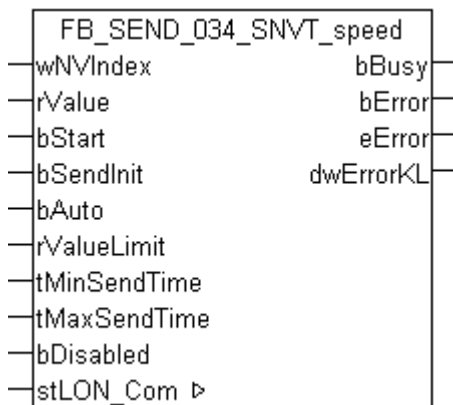 FB_SEND_034_SNVT_speed
wNVIndex bBusy
rValue bError
bStart eError
bSendInit dwErrorKL
bAuto
rValueLimit
tMinSendTime
tMaxSendTime
bDisabled
stLON_Com ▷